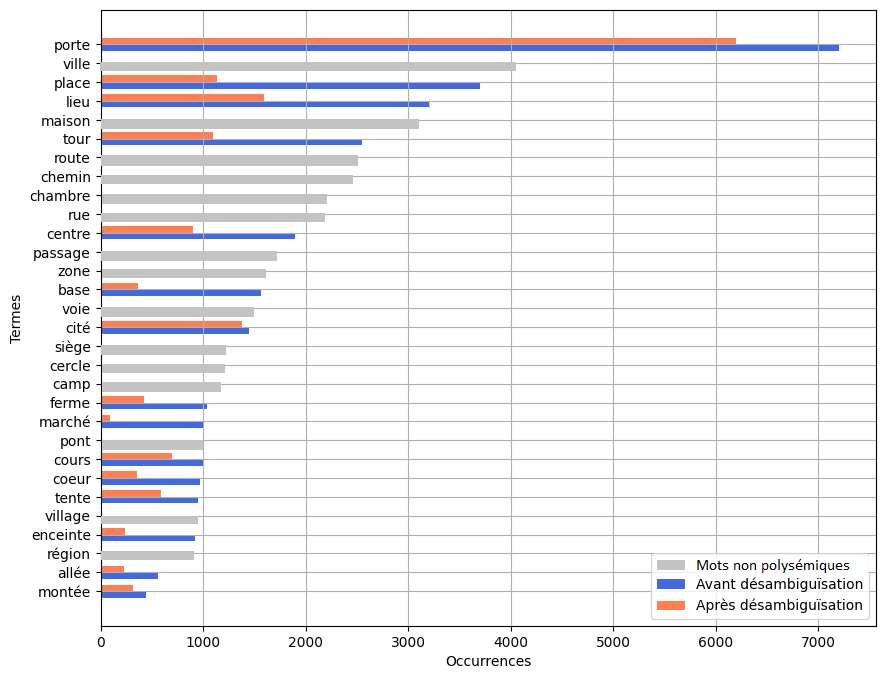 porte
ville
place
lieu
maison
tour
route
chemin
chambre
rue
centre
passage
zone
base
voie
cité
siège
cercle
camp
ferme
marché
pont
cours
coeur
tente
village
enceinte
région
allée
montée
Termes
0 1000 2000 3000 4000 5000 6000 7000
Occurrences
Mots non polysémiques
Avant désambiguïsation
Après désambiguïsation